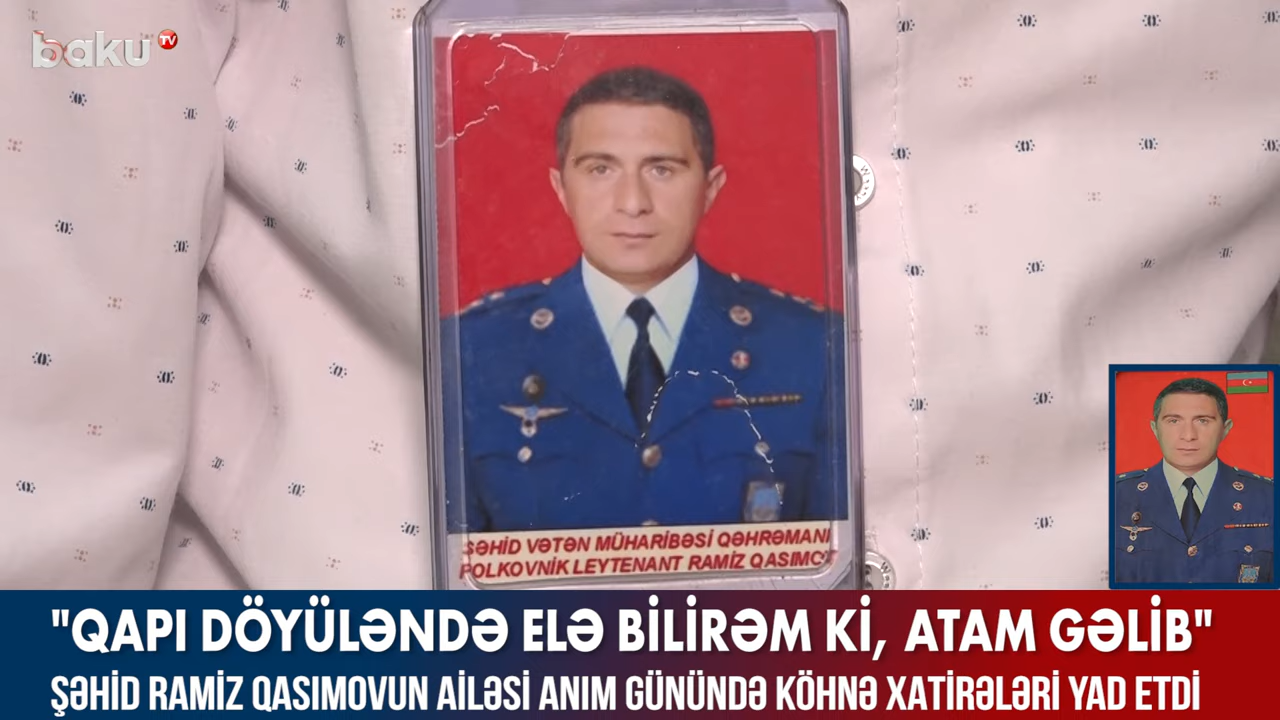 baku TV
ŞƏHİD VƏTƏN MÜHARİBƏSİ QƏHRƏMANI
POLKOVNİK LEYTENANT RAMİZ QASIMOV
"QAPI DÖYÜLƏNDƏ ELƏ BİLİRƏM Kİ, ATAM GƏLİB"
ŞƏHİD RAMİZ QASIMOVUN AİLƏSİ ANIM GÜNÜNDƏ KÖHNƏ XATİRƏLƏRİ YAD ETDİ